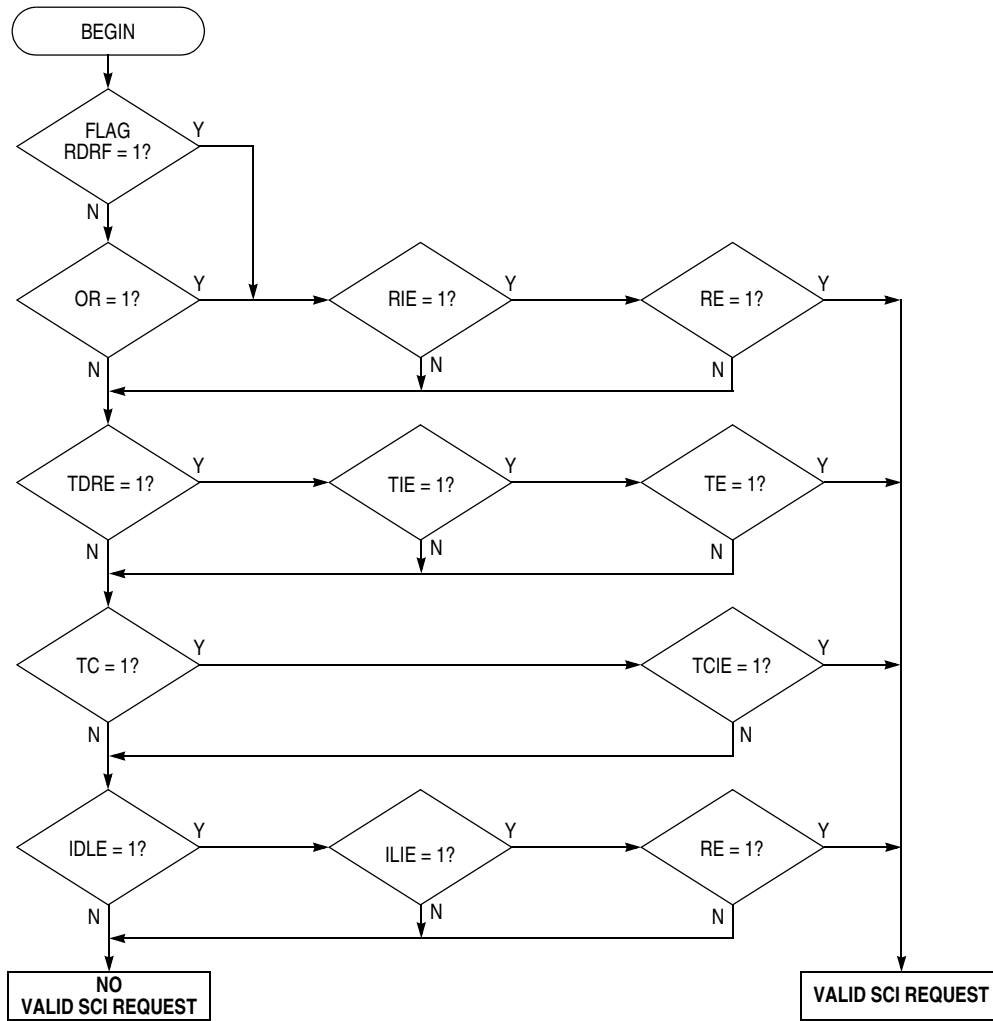 BEGIN
FLAG
RDRF = 1?
Y
N
OR = 1?
Y
RIE = 1?
Y
RE = 1?
Y
N
N
N
TDRE = 1?
Y
TIE = 1?
Y
TE = 1?
Y
N
N
N
TC = 1?
Y
TCIE = 1?
Y
N
N
IDLE = 1?
Y
ILIE = 1?
Y
RE = 1?
Y
N
N
N
NO
VALID SCI REQUEST
VALID SCI REQUEST